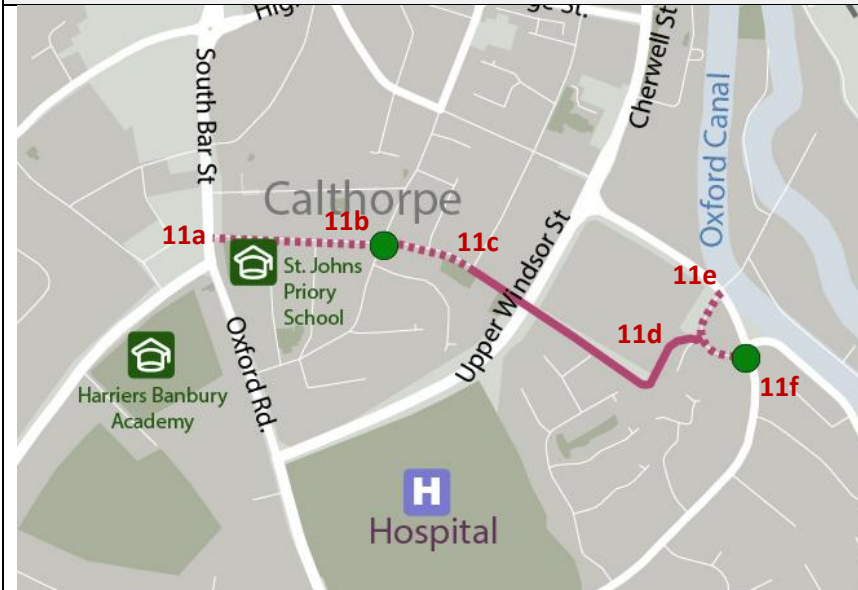 South Bar St
Cherwell St
Oxford Canal
Calthorpe
11a
11b
11c
St. Johns
Priory
School
Upper Windsor St
11e
11d
11f
Harriers Banbury
Academy
Oxford Rd.
H
Hospital